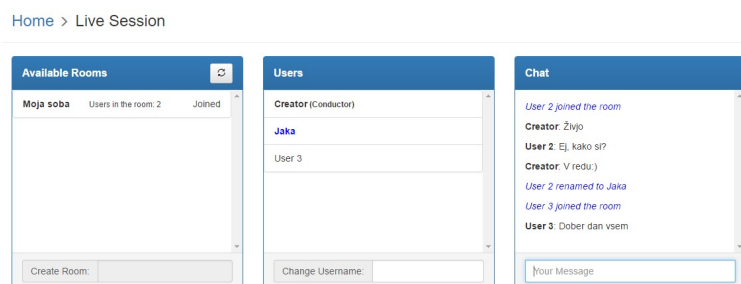 Home > Live Session
Available Rooms
Moja soba Users in the room: 2 Joined
Create Room:
Users
Creator (Conductor)
Jaka
User 3
Change Username:
Chat
User 2 joined the room
Creator: Živjo
User 2: Ej, kako si?
Creator: V redu:)
User 2 renamed to Jaka
User 3 joined the room
User 3: Dober dan vsem
Your Message